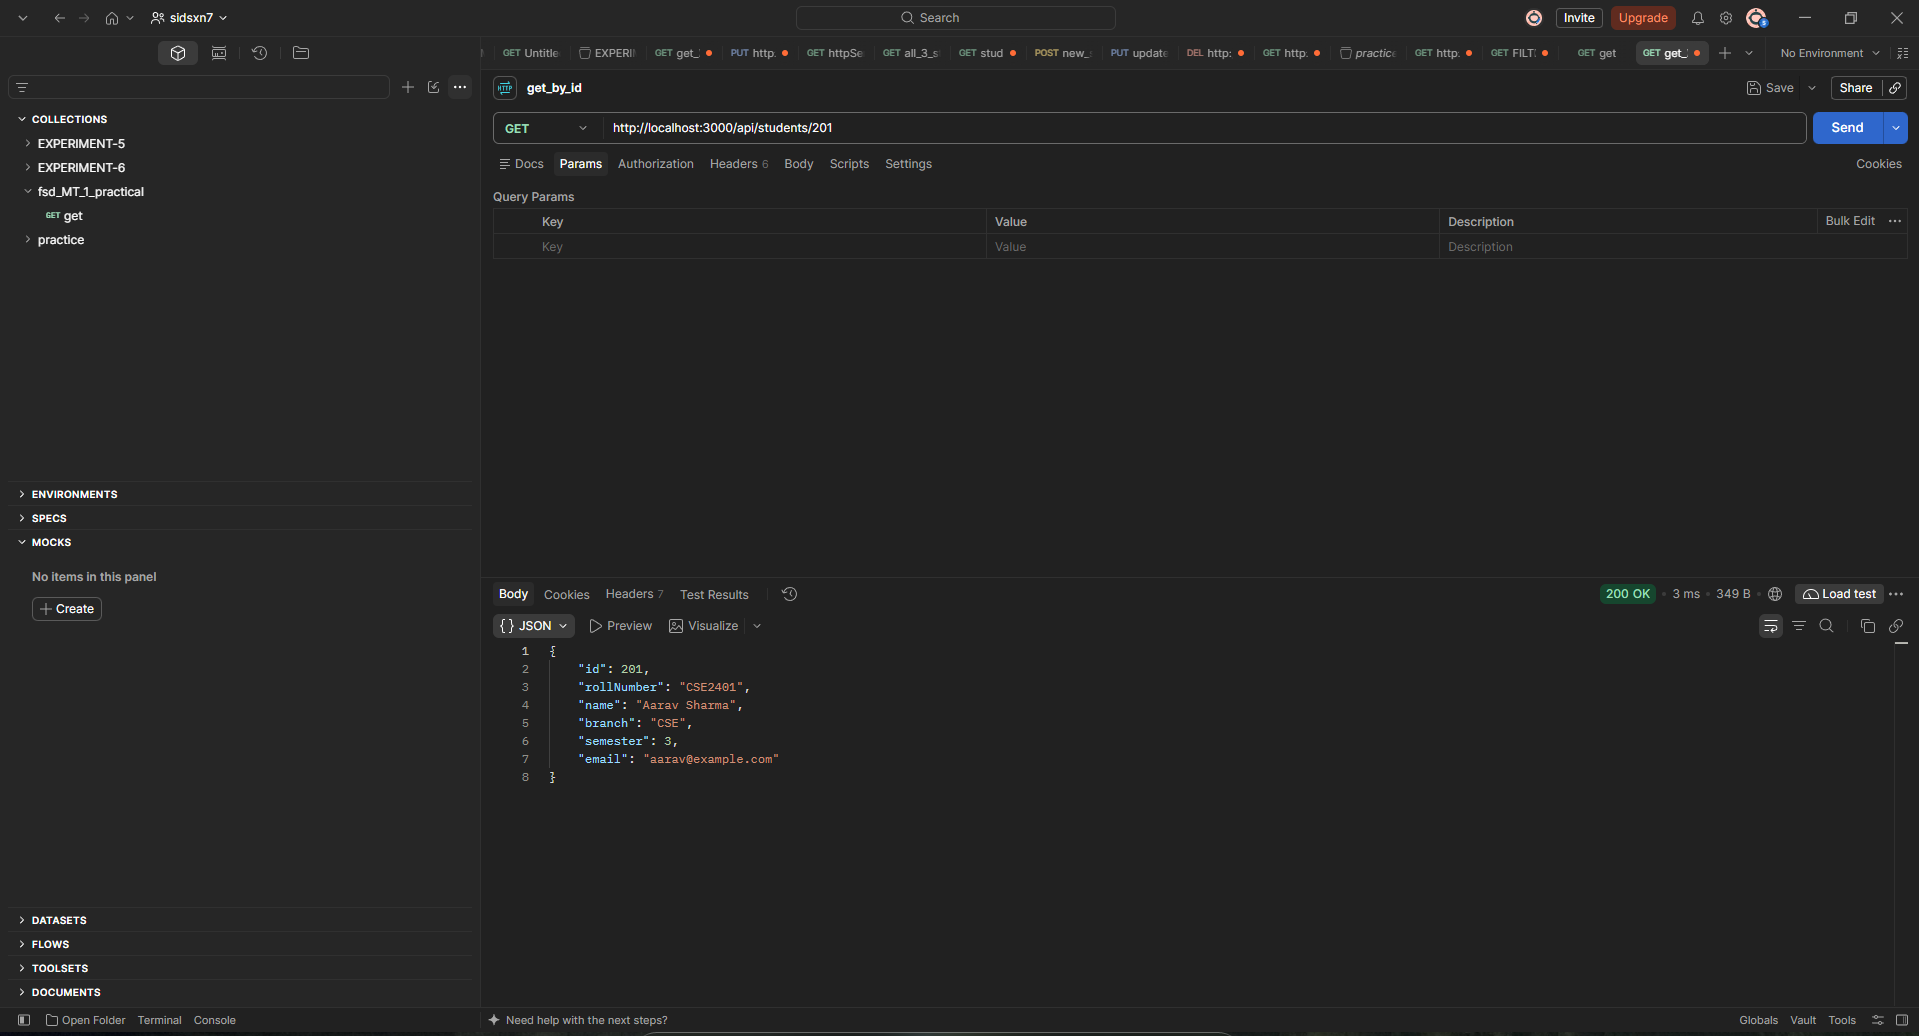 sidsxn7
Search
Invite
Upgrade
GET Untitle
EXPERI
GET get_
PUT http:
GET httpSe
GET all_3_s
GET stud
POST new_
PUT update
DEL http:
GET http:
practice
GET http:
GET FILT
GET get
GET get_
No Environment
COLLECTIONS
EXPERIMENT-5
EXPERIMENT-6
fsd_MT_1_practical
GET get
practice
ENVIRONMENTS
SPECS
MOCKS
No items in this panel
Create
DATASETS
FLOWS
TOOLSETS
DOCUMENTS
HTTP get_by_id
Save
Share
GET http://localhost:3000/api/students/201
Send
Docs Params Authorization Headers 6 Body Scripts Settings
Cookies
Query Params
Key Value Description Bulk Edit
Key Value Description
Body Cookies Headers 7 Test Results
200 OK • 3 ms • 349 B •
Load test
{} JSON Preview Visualize
1 {
2 "id": 201,
3 "rollNumber": "CSE2401",
4 "name": "Aarav Sharma",
5 "branch": "CSE",
6 "semester": 3,
7 "email": "aarav@example.com"
8 }
Open Folder Terminal Console
Need help with the next steps?
Globals Vault Tools